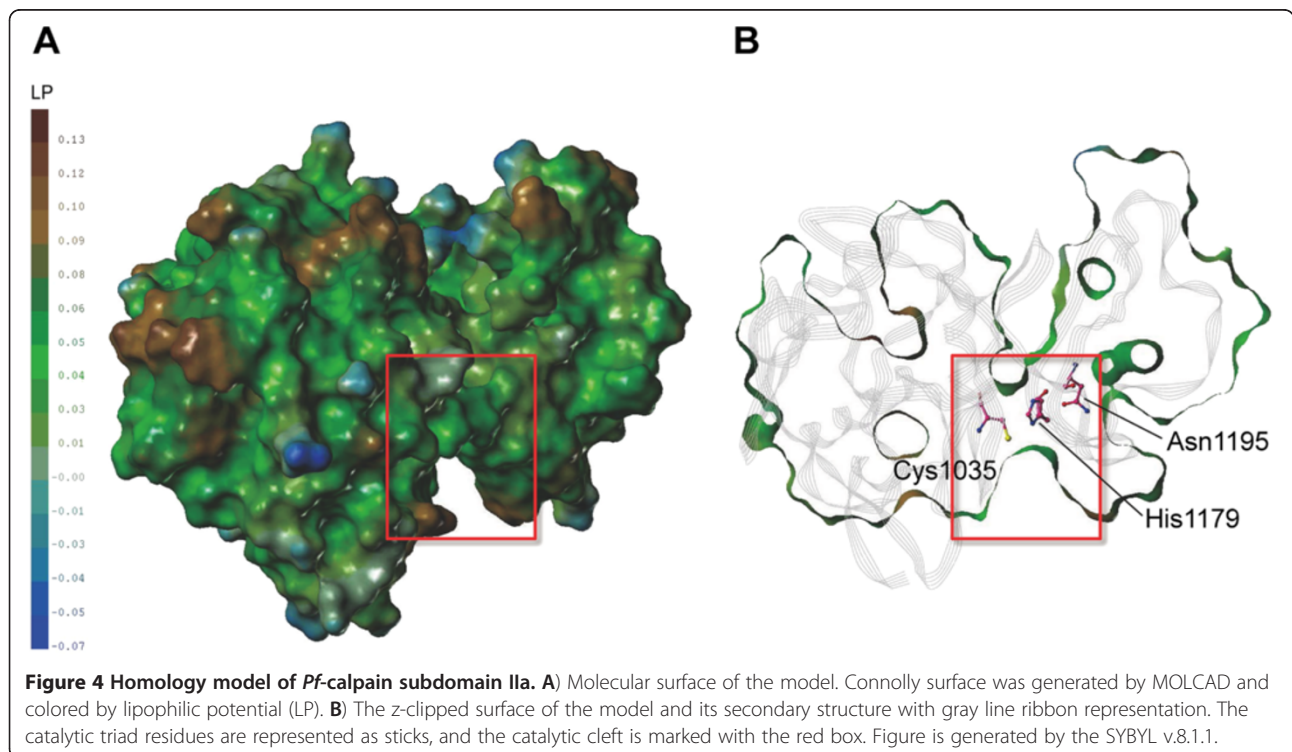 A
B
LP
0.13
0.12
0.10
0.09
0.08
0.06
0.05
0.04
0.03
0.01
-0.00
-0.01
-0.03
-0.04
-0.05
-0.07
Cys1035
Asn1195
His1179
Figure 4 Homology model of Pf-calpain subdomain IIa. A) Molecular surface of the model. Connolly surface was generated by MOLCAD and
colored by lipophilic potential (LP). B) The z-clipped surface of the model and its secondary structure with gray line ribbon representation. The
catalytic triad residues are represented as sticks, and the catalytic cleft is marked with the red box. Figure is generated by the SYBYL v.8.1.1.